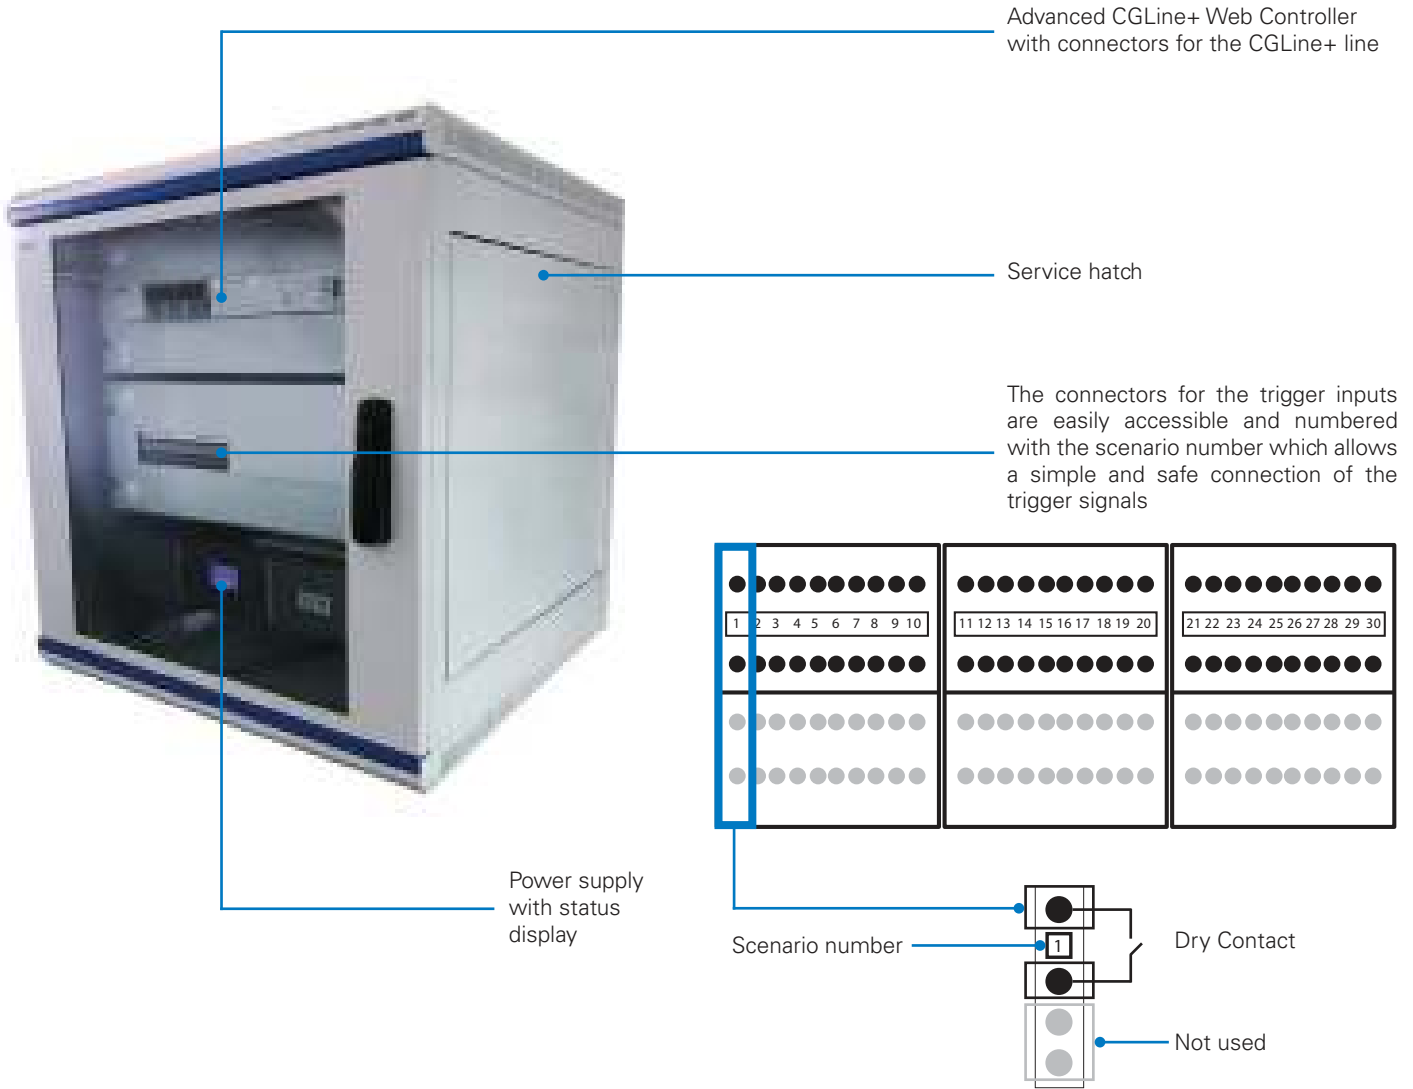 Advanced CGLine+ Web Controller
with connectors for the CGLine+ line
Service hatch
The connectors for the trigger inputs
are easily accessible and numbered
with the scenario number which allows
a simple and safe connection of the
trigger signals
1 2 3 4 5 6 7 8 9 10
11 12 13 14 15 16 17 18 19 20
21 22 23 24 25 26 27 28 29 30
Power supply
with status
display
Scenario number
1
Dry Contact
Not used